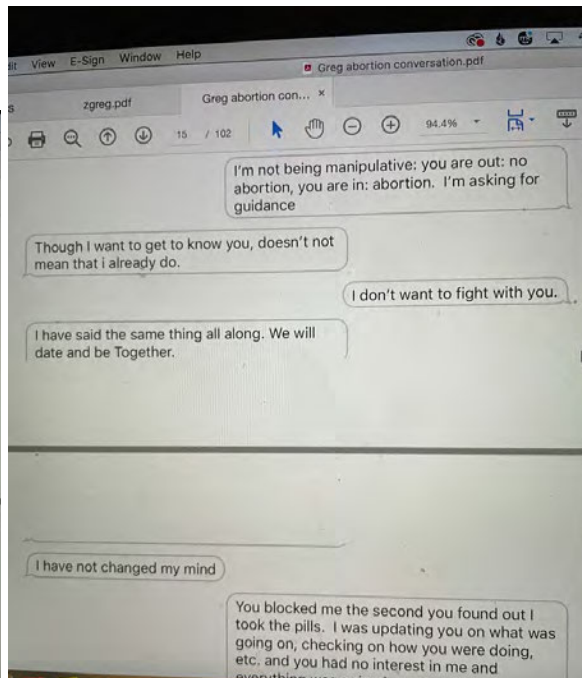 View E-Sign Window Help
Greg abortion conversation.pdf
zgreg.pdf
Greg abortion con... ×
15 / 102
94.4%
I'm not being manipulative: you are out: no
abortion, you are in: abortion. I'm asking for
guidance
Though I want to get to know you, doesn't not
mean that i already do.
I don't want to fight with you.
I have said the same thing all along. We will
date and be Together.
I have not changed my mind
You blocked me the second you found out I
took the pills. I was updating you on what was
going on, checking on how you were doing,
etc. and you had no interest in me and